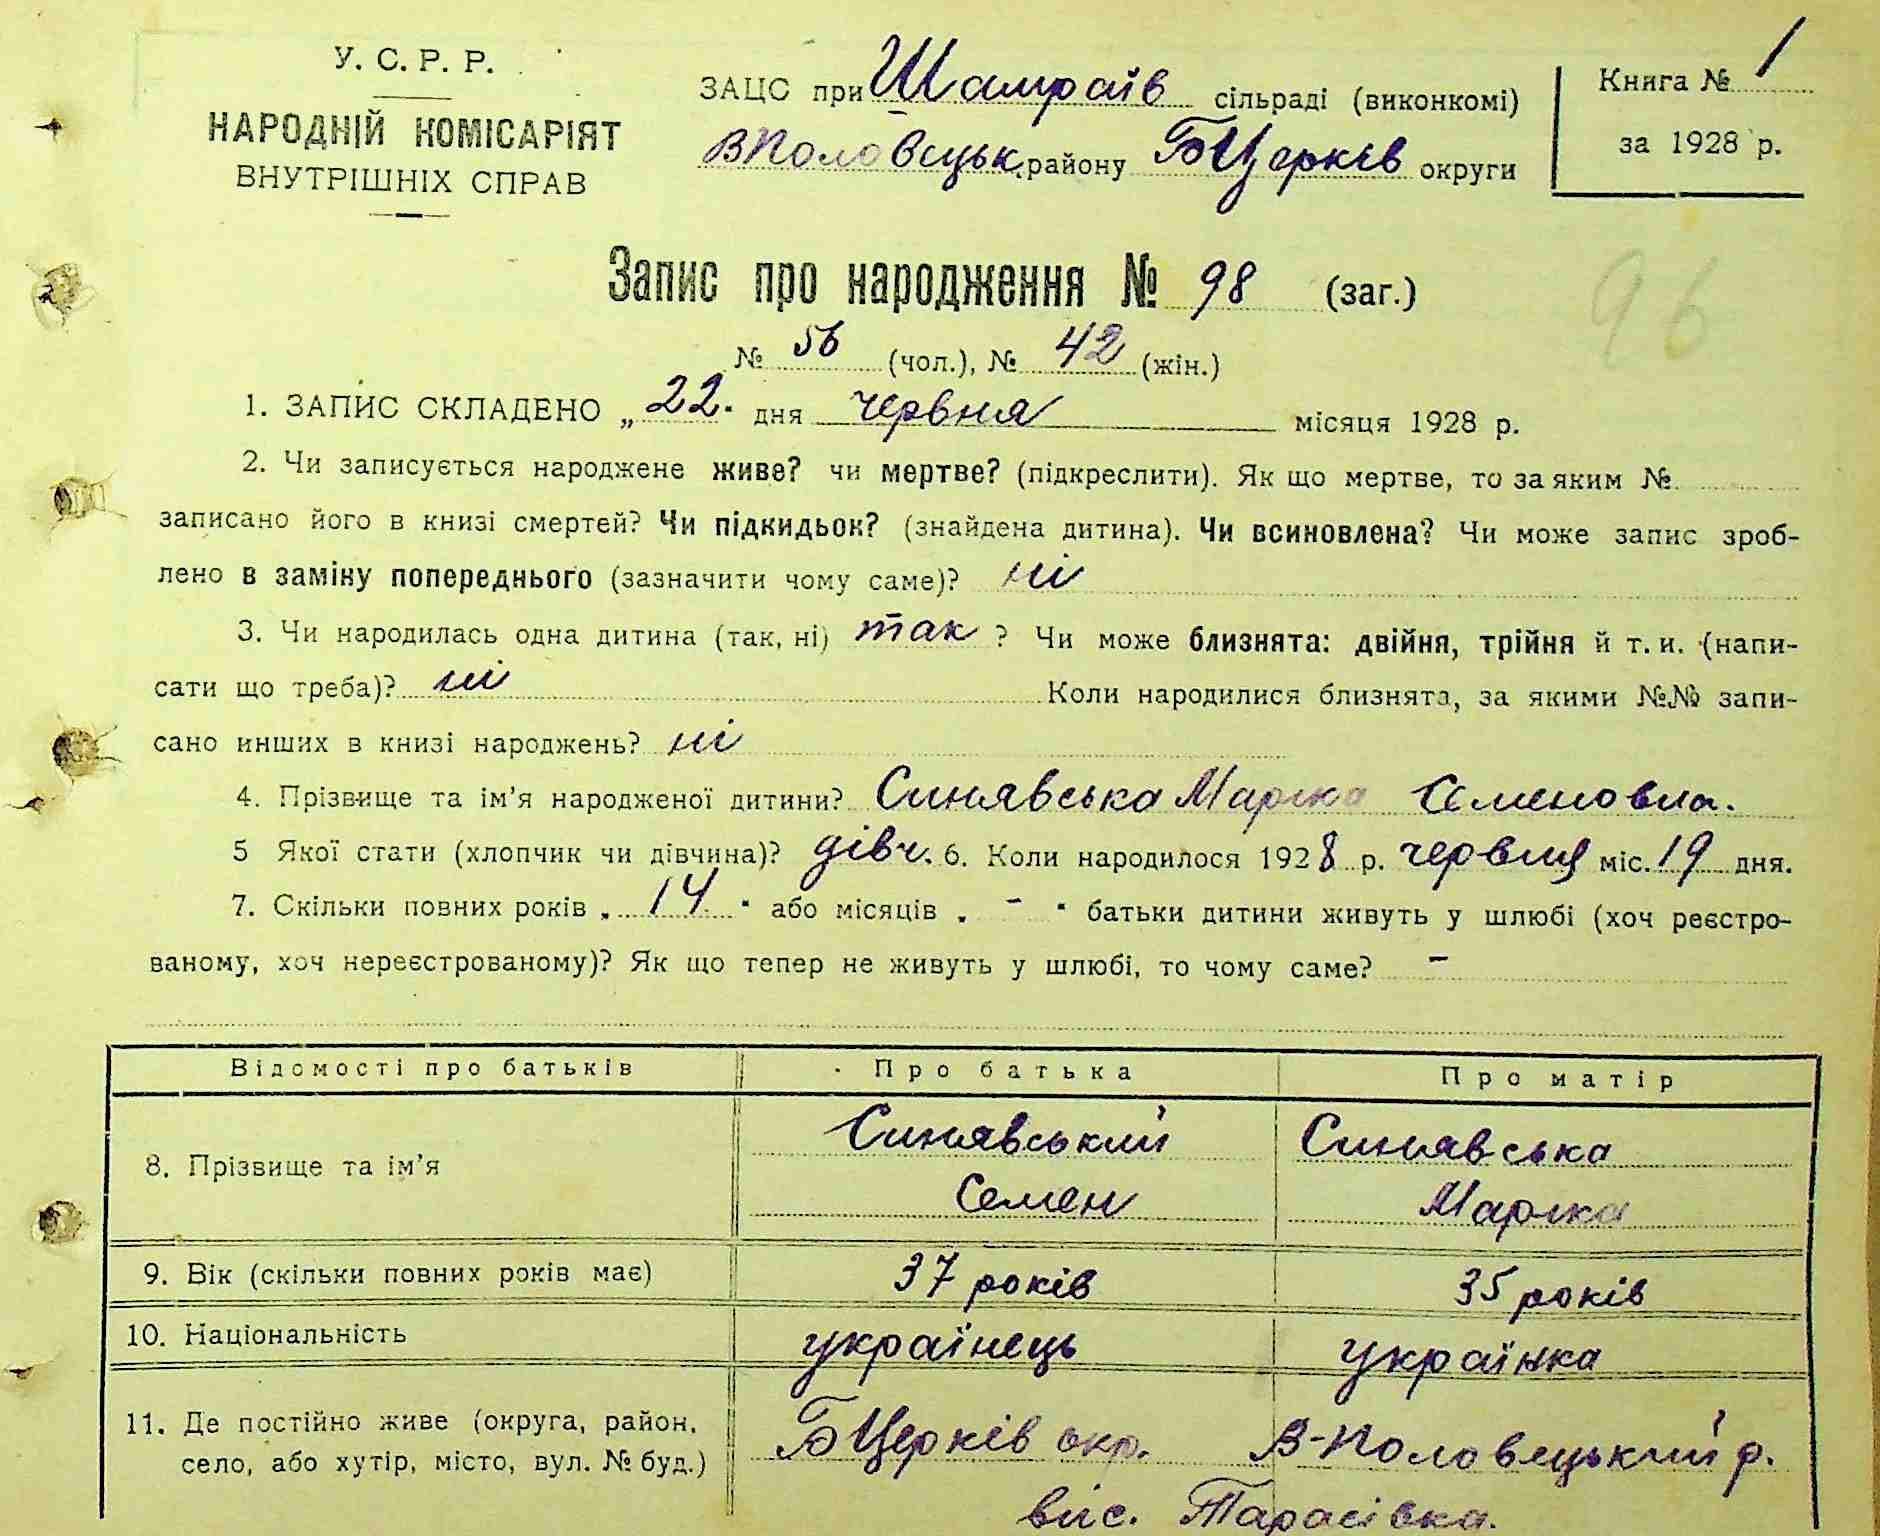 У. С. Р. Р.
НАРОДНІЙ КОМІСАРІЯТ
ВНУТРІШНІХ СПРАВ
ЗАЦС при Шамраїв сільраді (виконкомі)
ВПоловецьк. району БЦерків округи
Книга № 1
за 1928 р.
Запис про народження № 98 (заг.)
96
№ 56 (чол.), № 42 (жін.)
1. ЗАПИС СКЛАДЕНО „22" дня червня місяця 1928 р.
2. Чи записується народжене живе? чи мертве? (підкреслити). Як що мертве, то за яким №
записано його в книзі смертей? Чи підкидьок? (знайдена дитина). Чи всиновлена? Чи може запис зроб-
лено в заміну попереднього (зазначити чому саме)? ні
3. Чи народилась одна дитина (так, ні) так ? Чи може близнята: двійня, трійня й т. и. (напи-
сати що треба)? ні Коли народилися близнята, за якими №№ запи-
сано инших в книзі народжень? ні
4. Прізвище та ім'я народженої дитини? Синявська Марика Семеновна.
5 Якої стати (хлопчик чи дівчина)? дівч. 6. Коли народилося 1928 р. червня міс. 19 дня.
7. Скільки повних років „ 14 " або місяців „ - " батьки дитини живуть у шлюбі (хоч реєстро-
ваному, хоч нереєстрованому)? Як що тепер не живуть у шлюбі, то чому саме? -
Відомості про батьків Про батька Про матір
8. Прізвище та ім'я Синявський Семен Синявська Марика
9. Вік (скільки повних років має) 37 років 35 років
10. Національність українець українка
11. Де постійно живе (округа, район, село, або хутір, місто, вул. № буд.) БЦерків окр. В-Половецький р.
вис. Тарасівка.